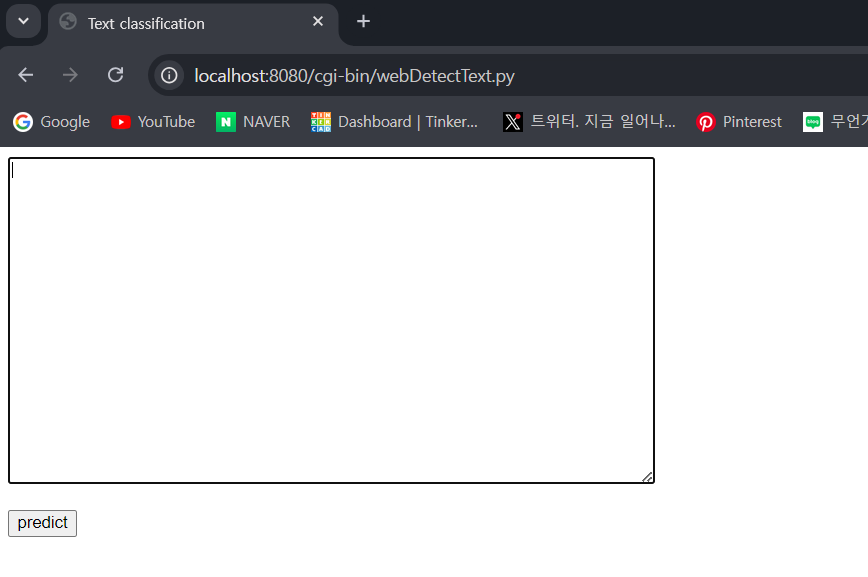 Text classification
localhost:8080/cgi-bin/webDetectText.py
Google YouTube NAVER Dashboard | Tinker... 트위터. 지금 일어나... Pinterest 무언가
predict